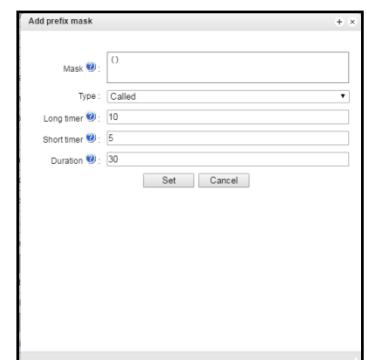 Add prefix mask + ×
Mask ? : ()
Type : Called
Long timer ? : 10
Short timer ? : 5
Duration ? : 30
Set Cancel